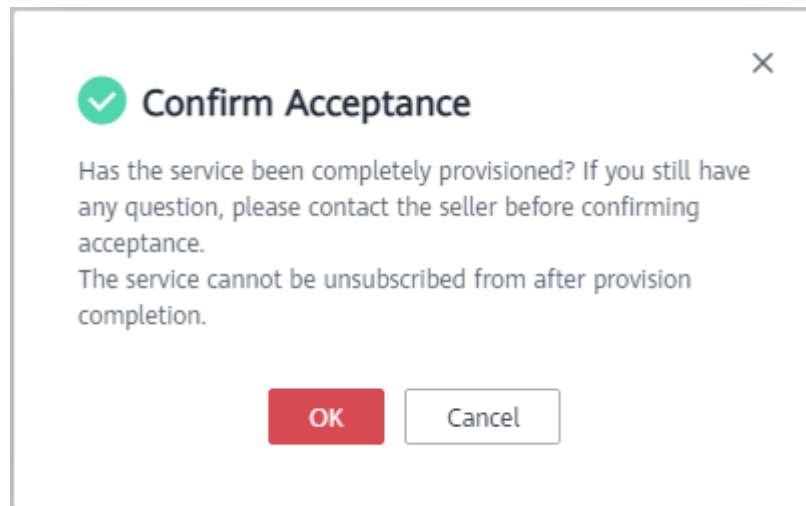 Confirm Acceptance
Has the service been completely provisioned? If you still have
any question, please contact the seller before confirming
acceptance.
The service cannot be unsubscribed from after provision
completion.
OK
Cancel